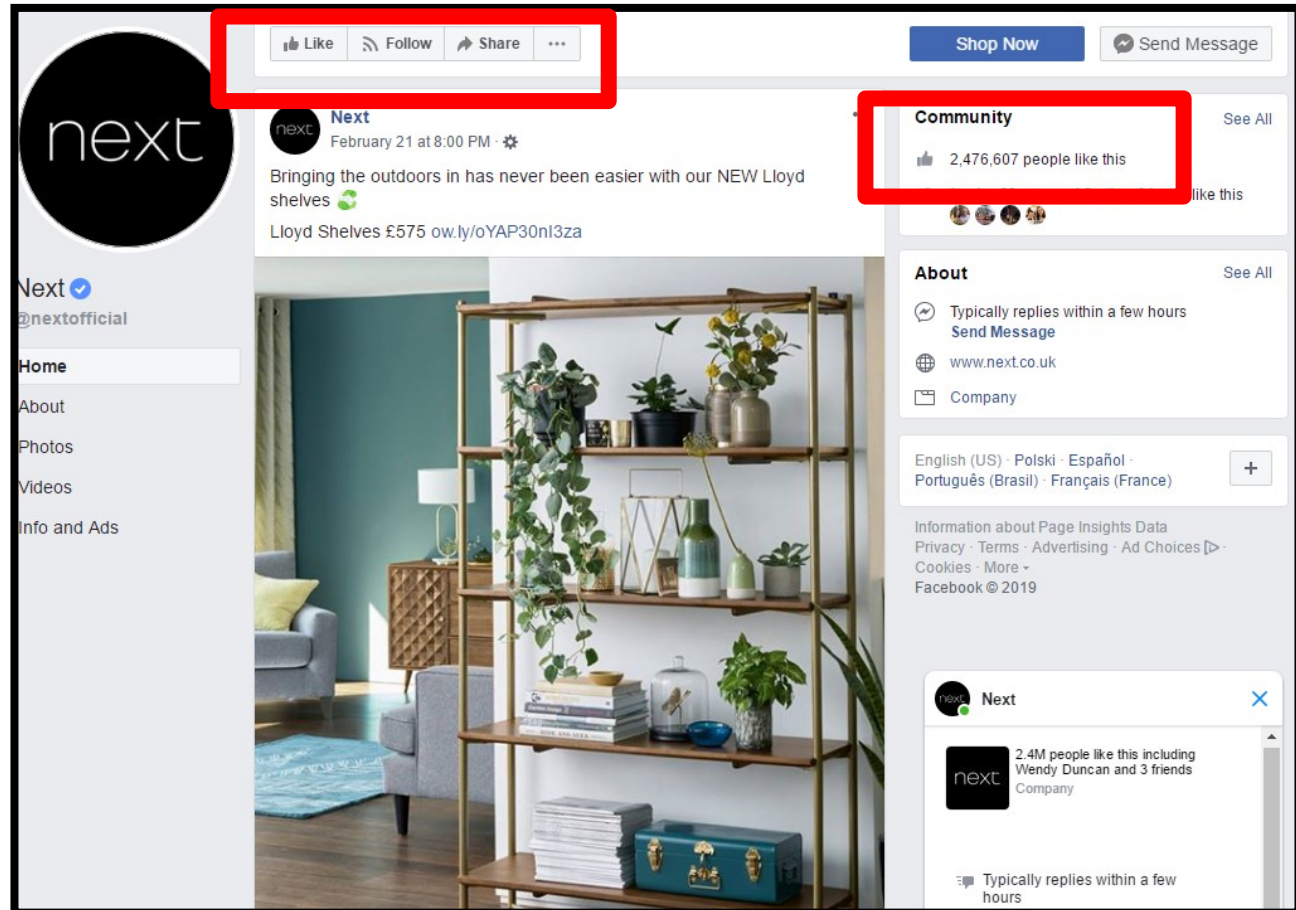 next
Next
@nextofficial
Home
About
Photos
Videos
Info and Ads
Like Follow Share ...
Shop Now Send Message
next
Next
February 21 at 8:00 PM ·
Bringing the outdoors in has never been easier with our NEW Lloyd
shelves
Lloyd Shelves £575 ow.ly/oYAP30nI3za
Community See All
2,476,607 people like this
like this
About See All
Typically replies within a few hours
Send Message
www.next.co.uk
Company
English (US) · Polski · Español ·
Português (Brasil) · Français (France)
+
Information about Page Insights Data
Privacy · Terms · Advertising · Ad Choices ·
Cookies · More
Facebook © 2019
next
Next
next
2.4M people like this including
Wendy Duncan and 3 friends
Company
Typically replies within a few
hours